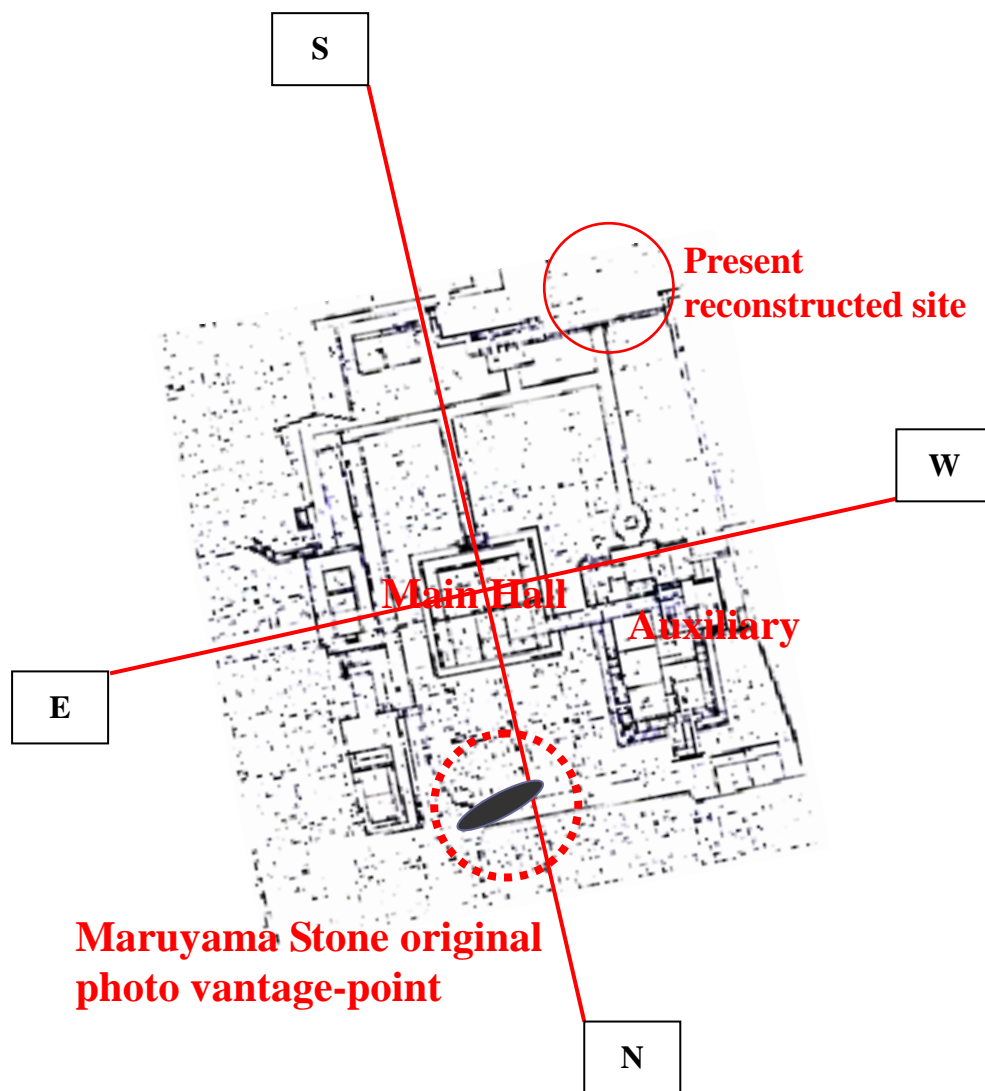 S
Present
reconstructed site
W
Main Hall
Auxiliary
E
Maruyama Stone original
photo vantage-point
N